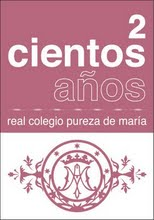 2
cientos
años
real colegio pureza de maría